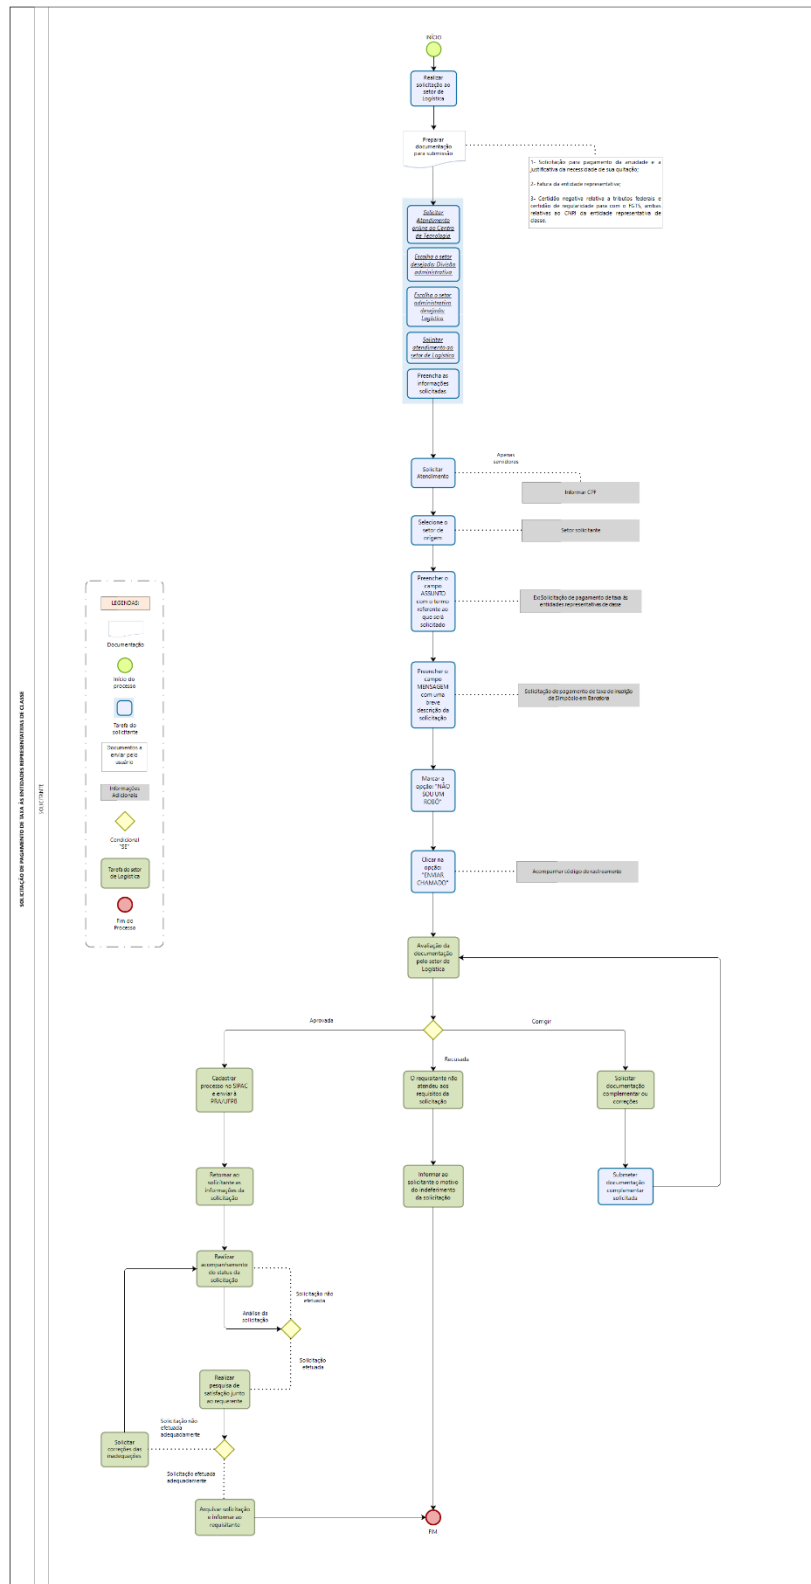 SOLICITAÇÃO DE PAGAMENTO DE TAXA ÀS ENTIDADES REPRESENTATIVAS DE CLASSE
SOLICITANTE
INÍCIO
Realizar
solicitação ao
setor de
Logística
Preparar
documentação
para submissão
1- Solicitação para pagamento da anuidade e a
justificativa da necessidade de sua quitação;
2- Fatura da entidade representativa;
3- Certidão negativa relativa a tributos federais e
certidão de regularidade para com o FGTS, ambas
relativas ao CNPJ da entidade representativa de
classe.
Solicitar
Atendimento
online ao Centro
de Tecnologia
Escolha o setor
desejado: Divisão
administrativa
Escolha o setor
administrativo
desejado:
Logística
Solicitar
atendimento ao
setor de Logística
Preencha as
informações
solicitadas
Solicitar
Atendimento
Apenas
servidores
Informar CPF
Selecione o
setor de
origem
Setor solicitante
Preencher o
campo
ASSUNTO
com o termo
referente ao
que será
solicitado
Ex: Solicitação de pagamento de taxa às
entidades representativas de classe
Preencher o
campo
MENSAGEM
com uma
breve
descrição da
solicitação
Solicitação de pagamento de taxa de inscrição
de Simpósio em Barcelona
Marcar a
opção: "NÃO
SOU UM
ROBÔ"
Clicar na
opção:
"ENVIAR
CHAMADO"
Acompanhar código de rastreamento
LEGENDAS:
Documentação
Início do
processo
Tarefa do
solicitante
Documentos a
enviar pelo
usuário
Informações
Adicionais
Condicional
"SE"
Tarefa do setor
de Logística
Fim do
Processo
Avaliação da
documentação
pelo setor de
Logística
Aprovada
Recusada
Corrigir
Cadastrar
processo no SIPAC
e enviar à
PRA/UFPB
O requisitante não
atendeu aos
requisitos da
solicitação
Solicitar
documentação
complementar ou
correções
Retornar ao
solicitante as
informações da
solicitação
Informar ao
solicitante o motivo
do indeferimento
da solicitação
Submeter
documentação
complementar
solicitada
Realizar
acompanhamento
do status da
solicitação
Solicitação não
efetuada
Análise da
solicitação
Solicitação
efetuada
Realizar
pesquisa de
satisfação junto
ao requerente
Solicitação não
efetuada
adequadamente
Solicitar
correções das
inadequações
Solicitação efetuada
adequadamente
Arquivar solicitação
e informar ao
requisitante
FIM